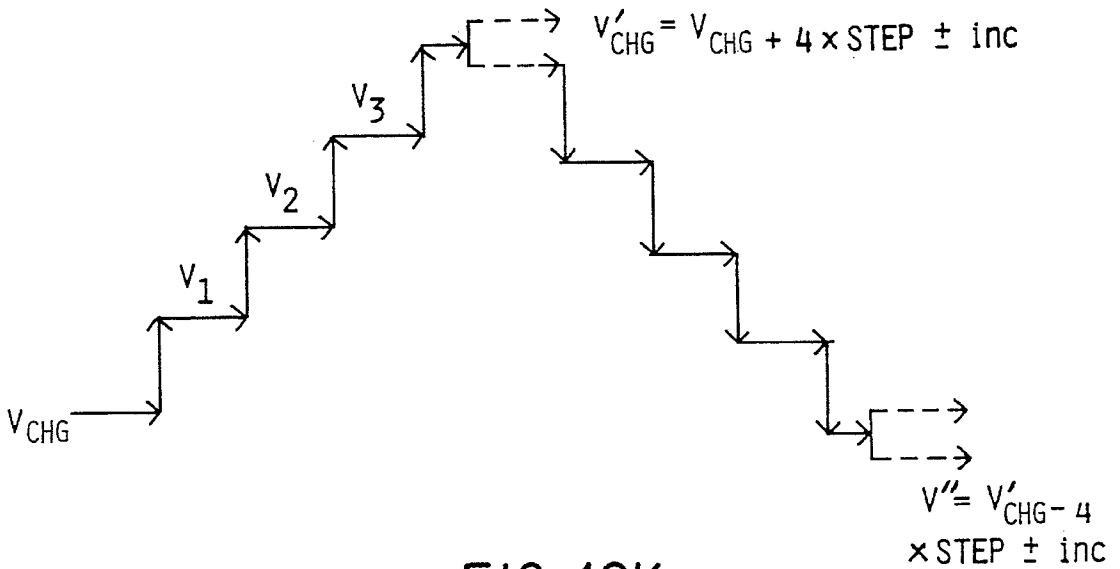 V′CHG = VCHG + 4 × STEP ± inc
V3
V2
V1
VCHG
V″= V′CHG- 4
× STEP ± inc